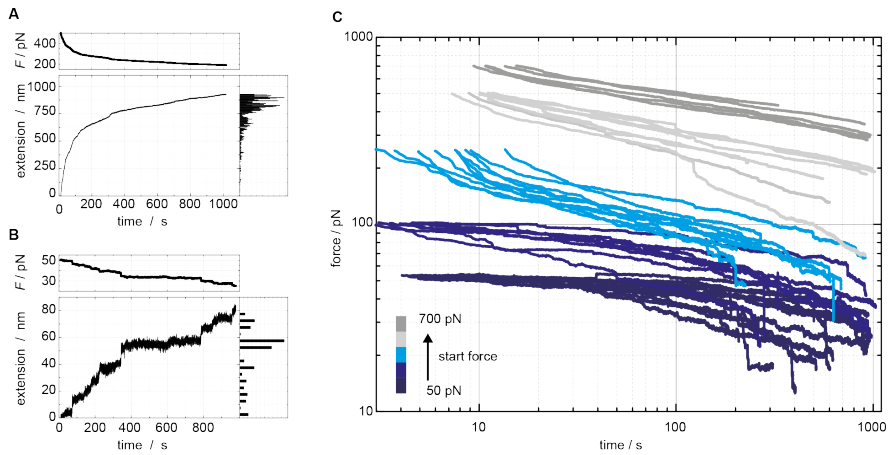 A
F / pN
400
200
extension / nm
1000
750
500
250
0
0
200
400
600
800
1000
time / s
B
F / pN
50
30
extension / nm
80
60
40
20
0
0
200
400
600
800
time / s
C
force / pN
1000
100
10
10
100
1000
time / s
700 pN
start force
50 pN